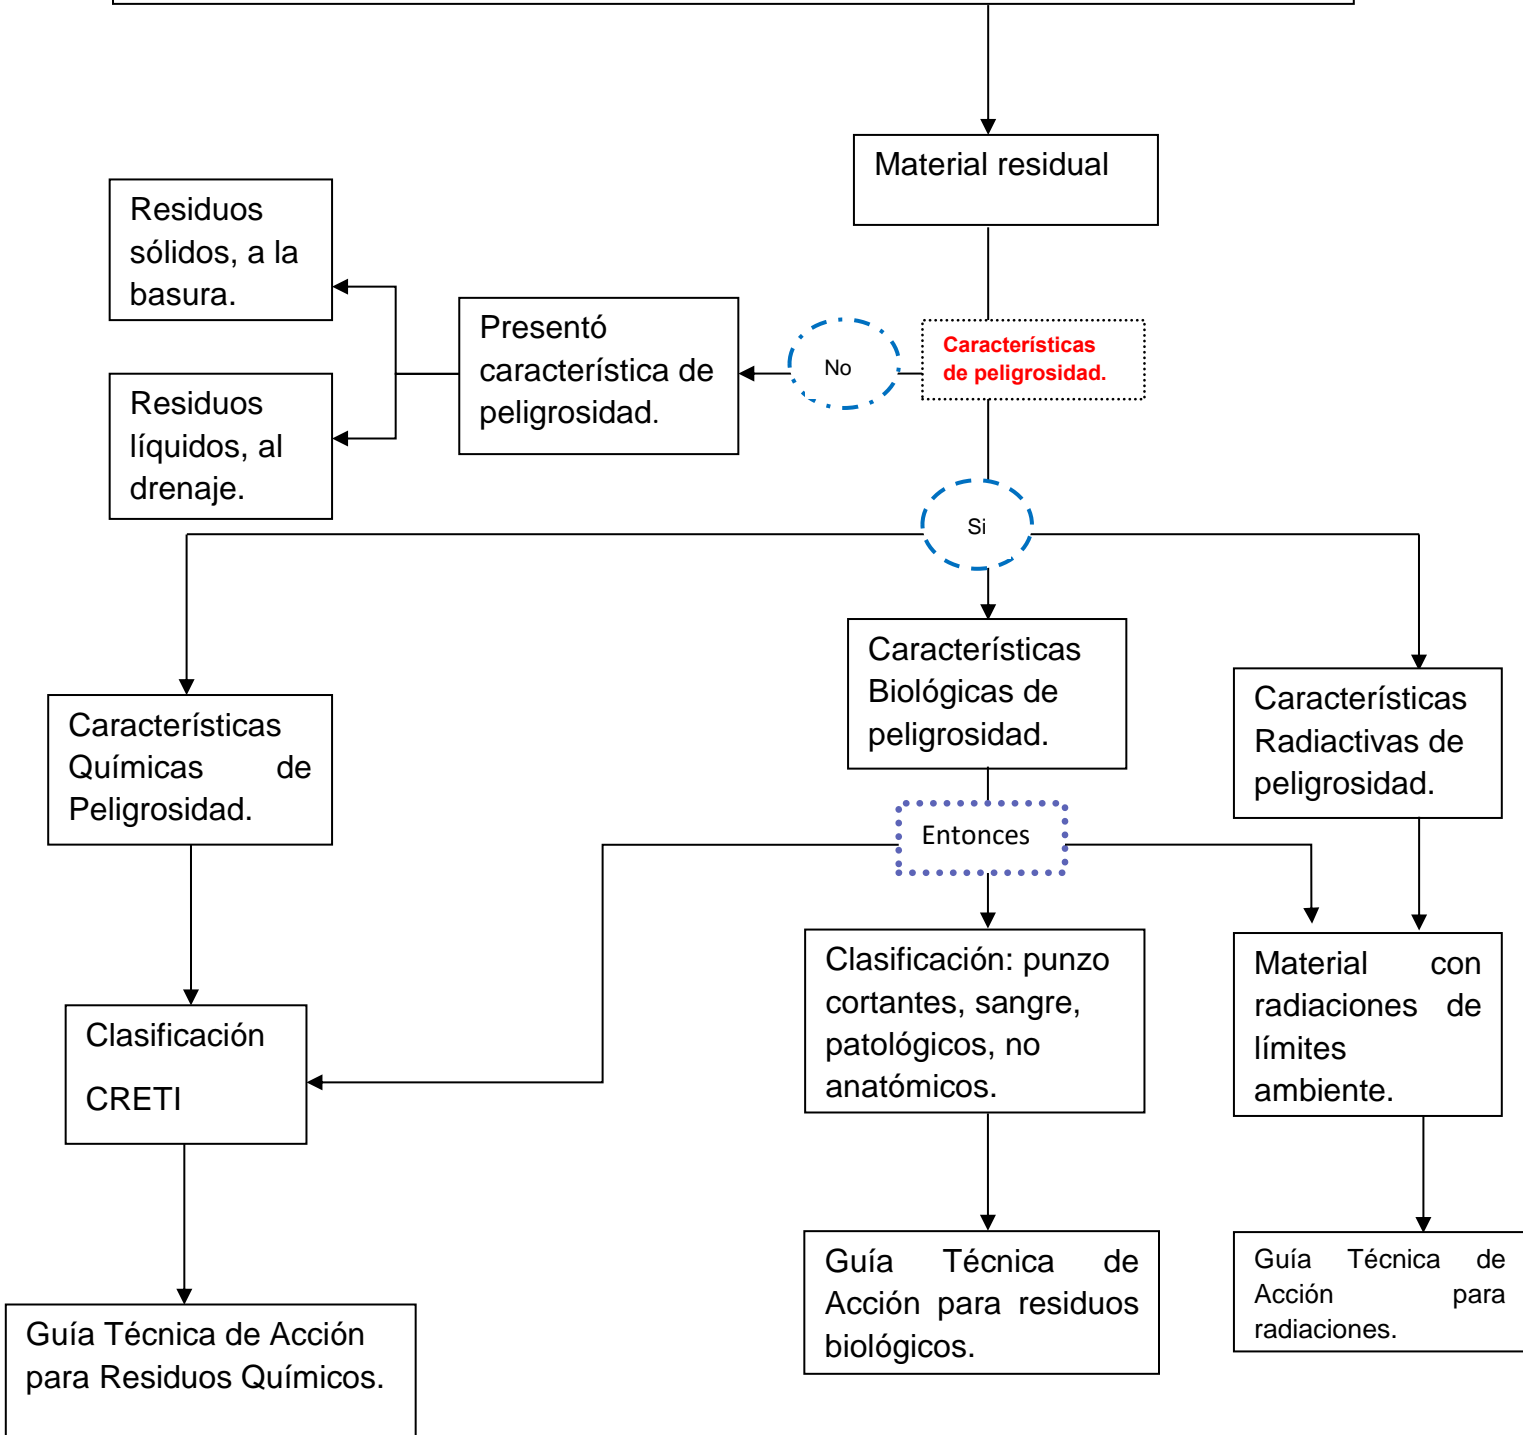 Material residual
Residuos
sólidos, a la
basura.
Presentó
característica de
peligrosidad.
No
Características
de peligrosidad.
Residuos
líquidos, al
drenaje.
Si
Características
Químicas de
Peligrosidad.
Características
Biológicas de
peligrosidad.
Características
Radiactivas de
peligrosidad.
Entonces
Clasificación
CRETI
Clasificación: punzo
cortantes, sangre,
patológicos, no
anatómicos.
Material con
radiaciones de
límites
ambiente.
Guía Técnica de Acción
para Residuos Químicos.
Guía Técnica de
Acción para residuos
biológicos.
Guía Técnica de
Acción para
radiaciones.